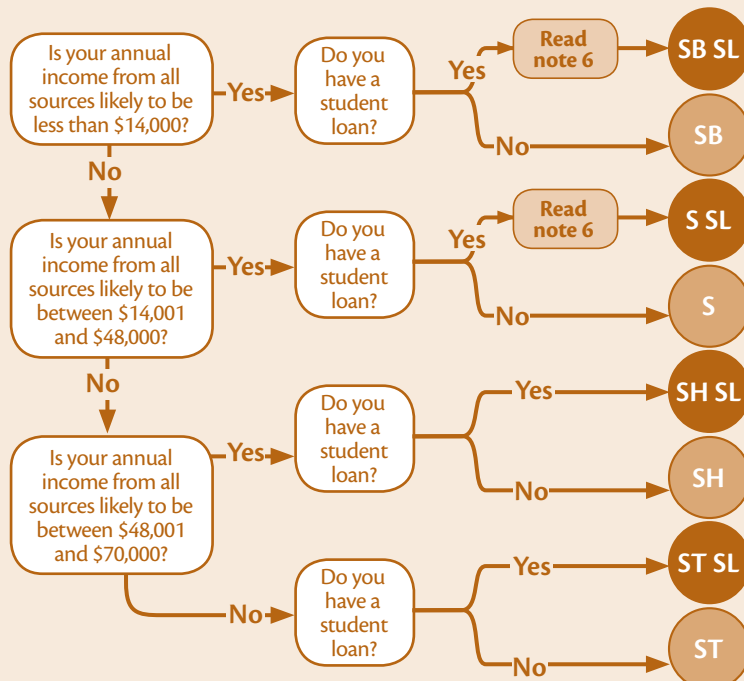 Is your annual
income from all
sources likely to be
less than $14,000?
Yes
Do you
have a
student
loan?
Yes
Read
note 6
SB SL
No
SB
No
Is your annual
income from all
sources likely to be
between $14,001
and $48,000?
Yes
Do you
have a
student
loan?
Yes
Read
note 6
S SL
No
S
No
Is your annual
income from all
sources likely to be
between $48,001
and $70,000?
Yes
Do you
have a
student
loan?
Yes
SH SL
No
SH
No
Do you
have a
student
loan?
Yes
ST SL
No
ST